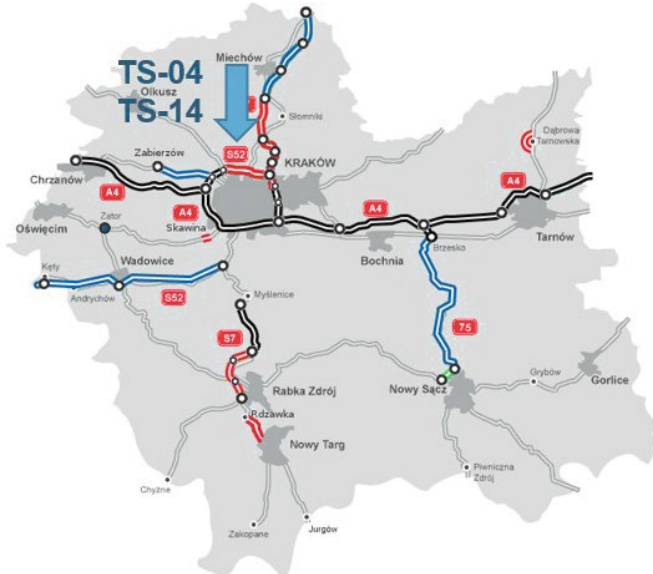 Miechów
TS-04
Olkusz
TS-14
Słomniki
Dąbrowa
Tarnowska
Zabierzów
S52
KRAKÓW
Chrzanów
A4
A4
A4
A4
Oświęcim
Zator
Skawina
Bochnia
Brzesko
Tarnów
Kęty
Wadowice
Andrychów
S52
Myślenice
S7
75
Rabka Zdrój
Nowy Sącz
Grybów
Gorlice
Rdzawka
Nowy Targ
Piwniczna
Zdrój
Chyżne
Zakopane
Jurgów